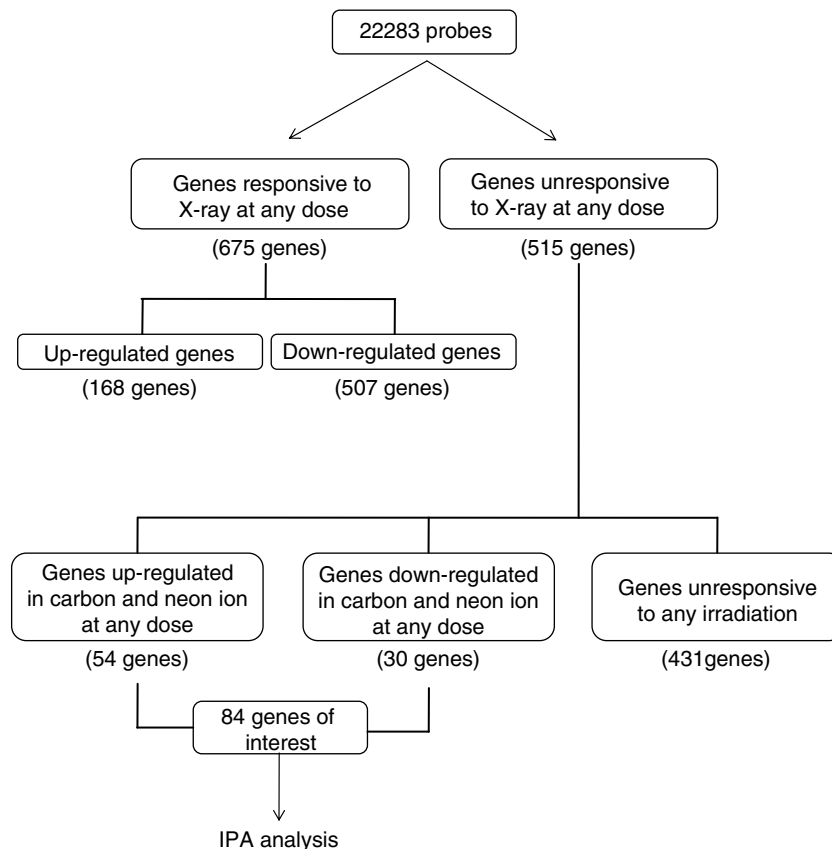 22283 probes
Genes responsive to
X-ray at any dose
(675 genes)
Genes unresponsive
to X-ray at any dose
(515 genes)
Up-regulated genes
(168 genes)
Down-regulated genes
(507 genes)
Genes up-regulated
in carbon and neon ion
at any dose
(54 genes)
Genes down-regulated
in carbon and neon ion
at any dose
(30 genes)
Genes unresponsive
to any irradiation
(431genes)
84 genes of
interest
IPA analysis